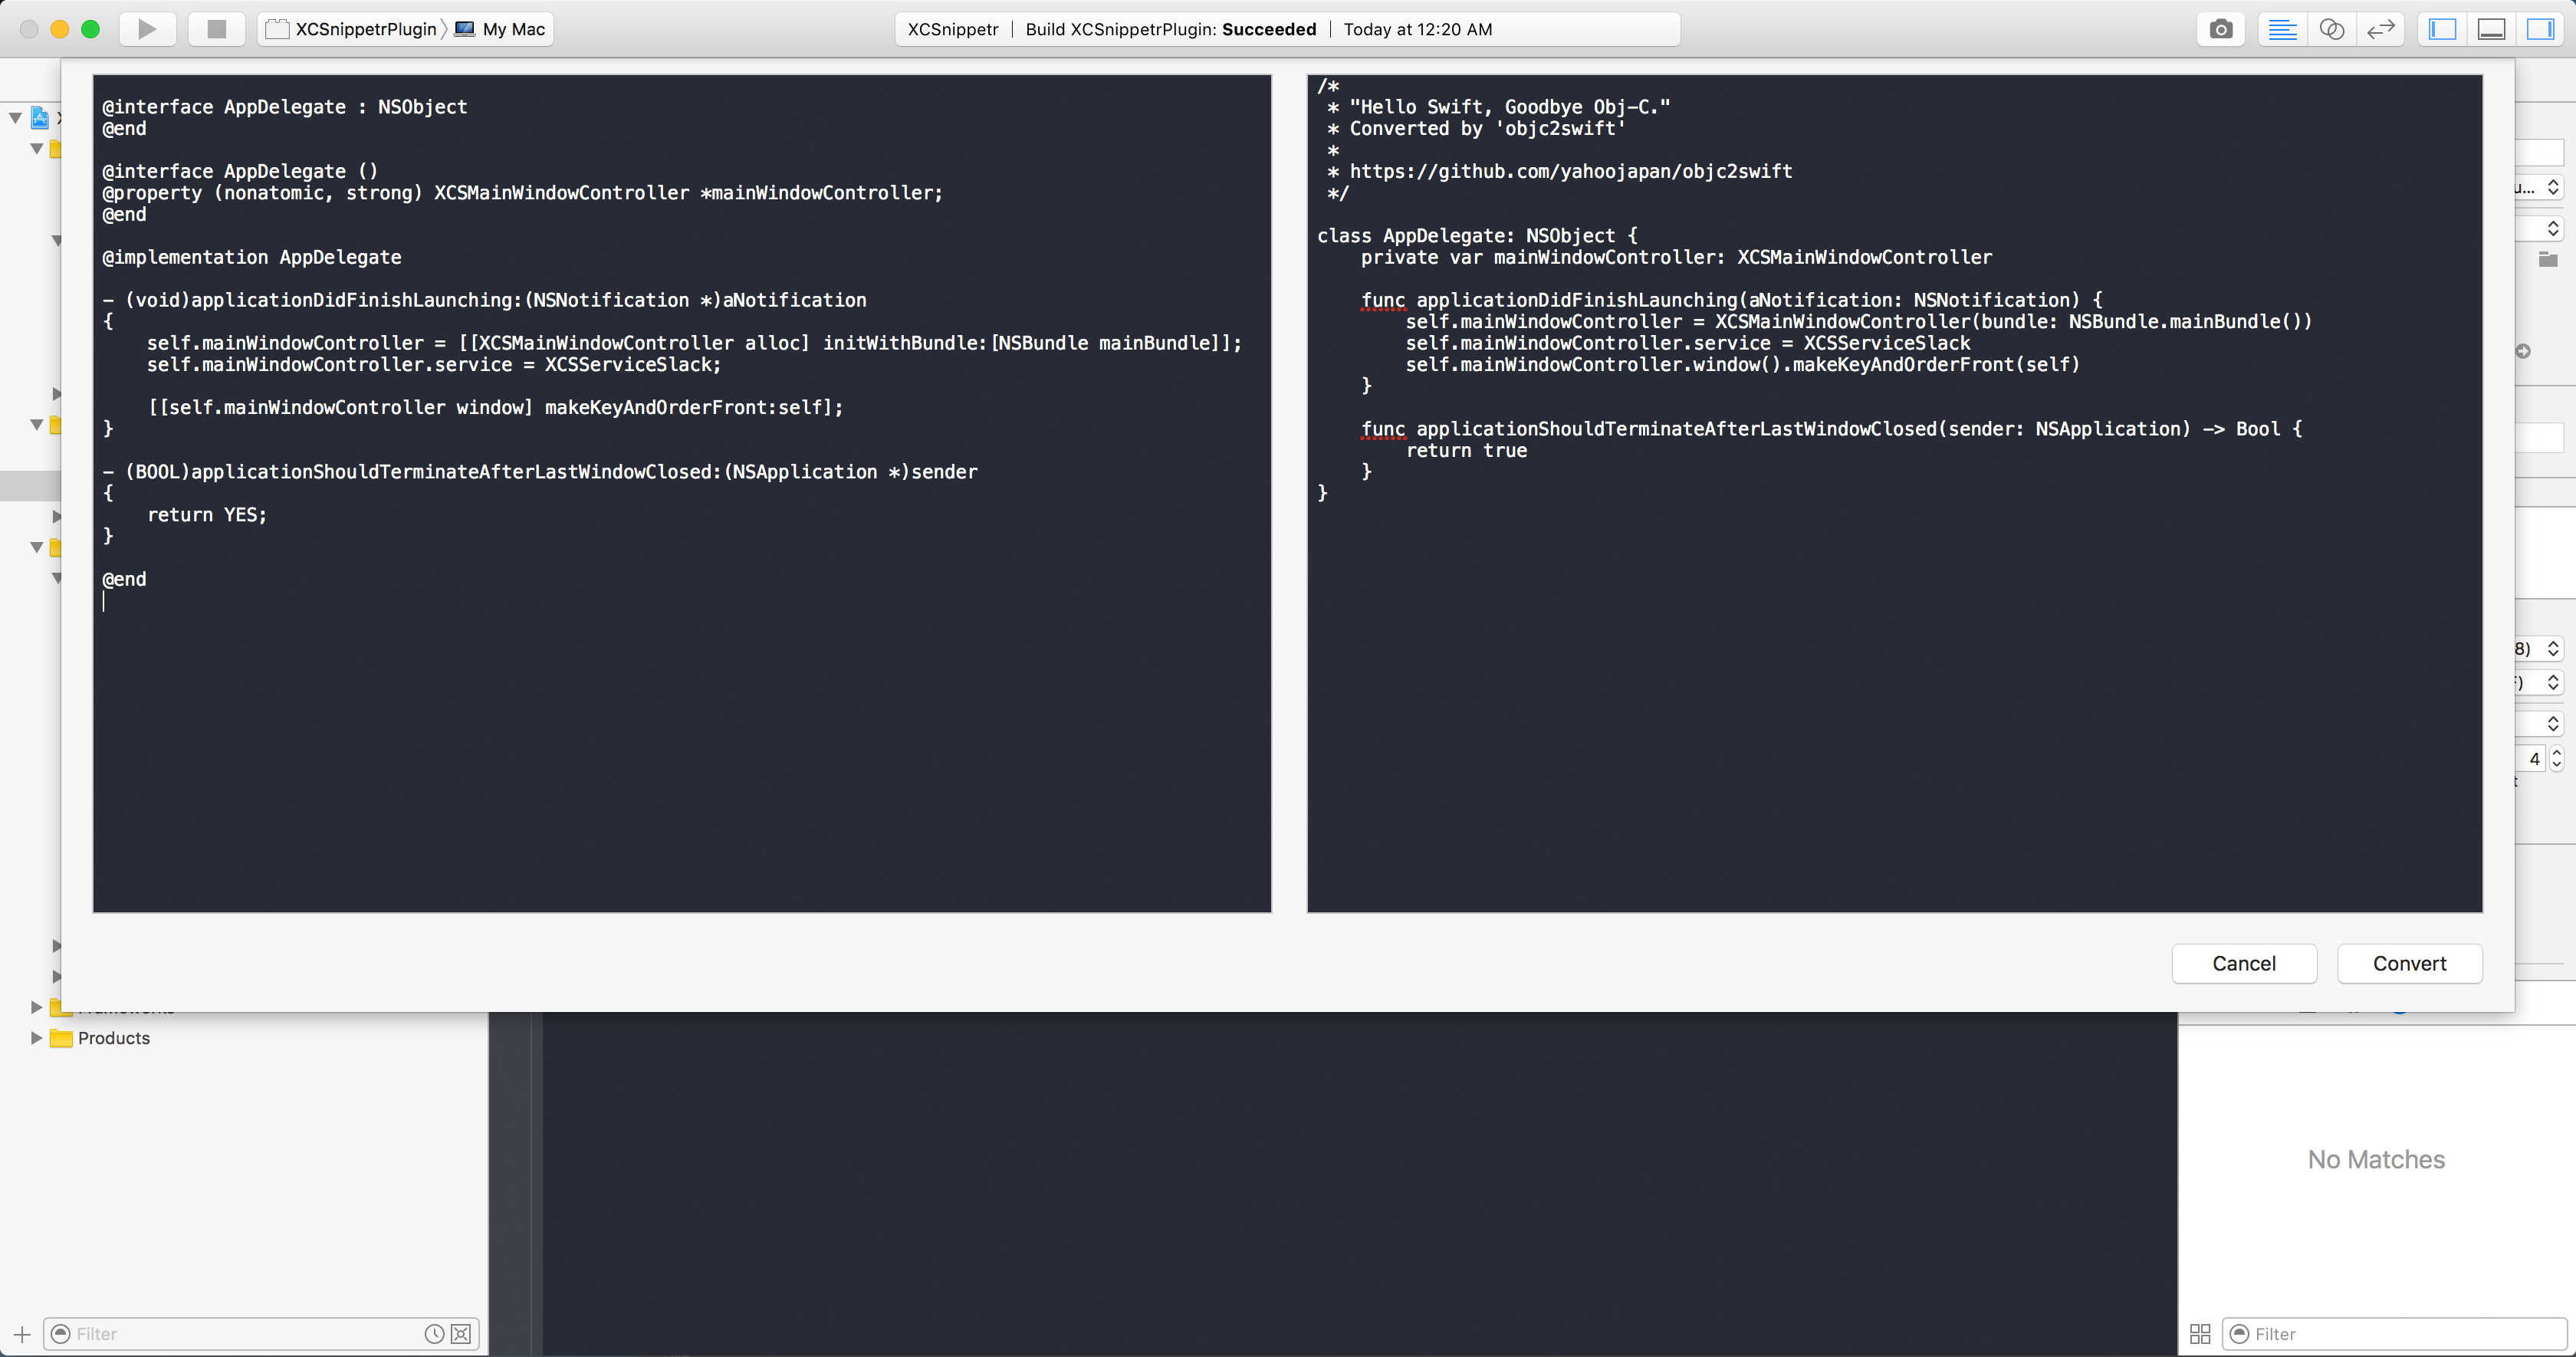 XCSnippetrPlugin My Mac
XCSnippetr | Build XCSnippetrPlugin: Succeeded | Today at 12:20 AM
@interface AppDelegate : NSObject
@end
@interface AppDelegate ()
@property (nonatomic, strong) XCSMainWindowController *mainWindowController;
@end
@implementation AppDelegate
- (void)applicationDidFinishLaunching:(NSNotification *)aNotification
{
self.mainWindowController = [[XCSMainWindowController alloc] initWithBundle:[NSBundle mainBundle]];
self.mainWindowController.service = XCSServiceSlack;
[[self.mainWindowController window] makeKeyAndOrderFront:self];
}
- (BOOL)applicationShouldTerminateAfterLastWindowClosed:(NSApplication *)sender
{
return YES;
}
@end
/*
* "Hello Swift, Goodbye Obj-C."
* Converted by 'objc2swift'
*
* https://github.com/yahoojapan/objc2swift
*/
class AppDelegate: NSObject {
private var mainWindowController: XCSMainWindowController
func applicationDidFinishLaunching(aNotification: NSNotification) {
self.mainWindowController = XCSMainWindowController(bundle: NSBundle.mainBundle())
self.mainWindowController.service = XCSServiceSlack
self.mainWindowController.window().makeKeyAndOrderFront(self)
}
func applicationShouldTerminateAfterLastWindowClosed(sender: NSApplication) -> Bool {
return true
}
}
u...
8)
4
Cancel
Convert
Products
No Matches
Filter
Filter